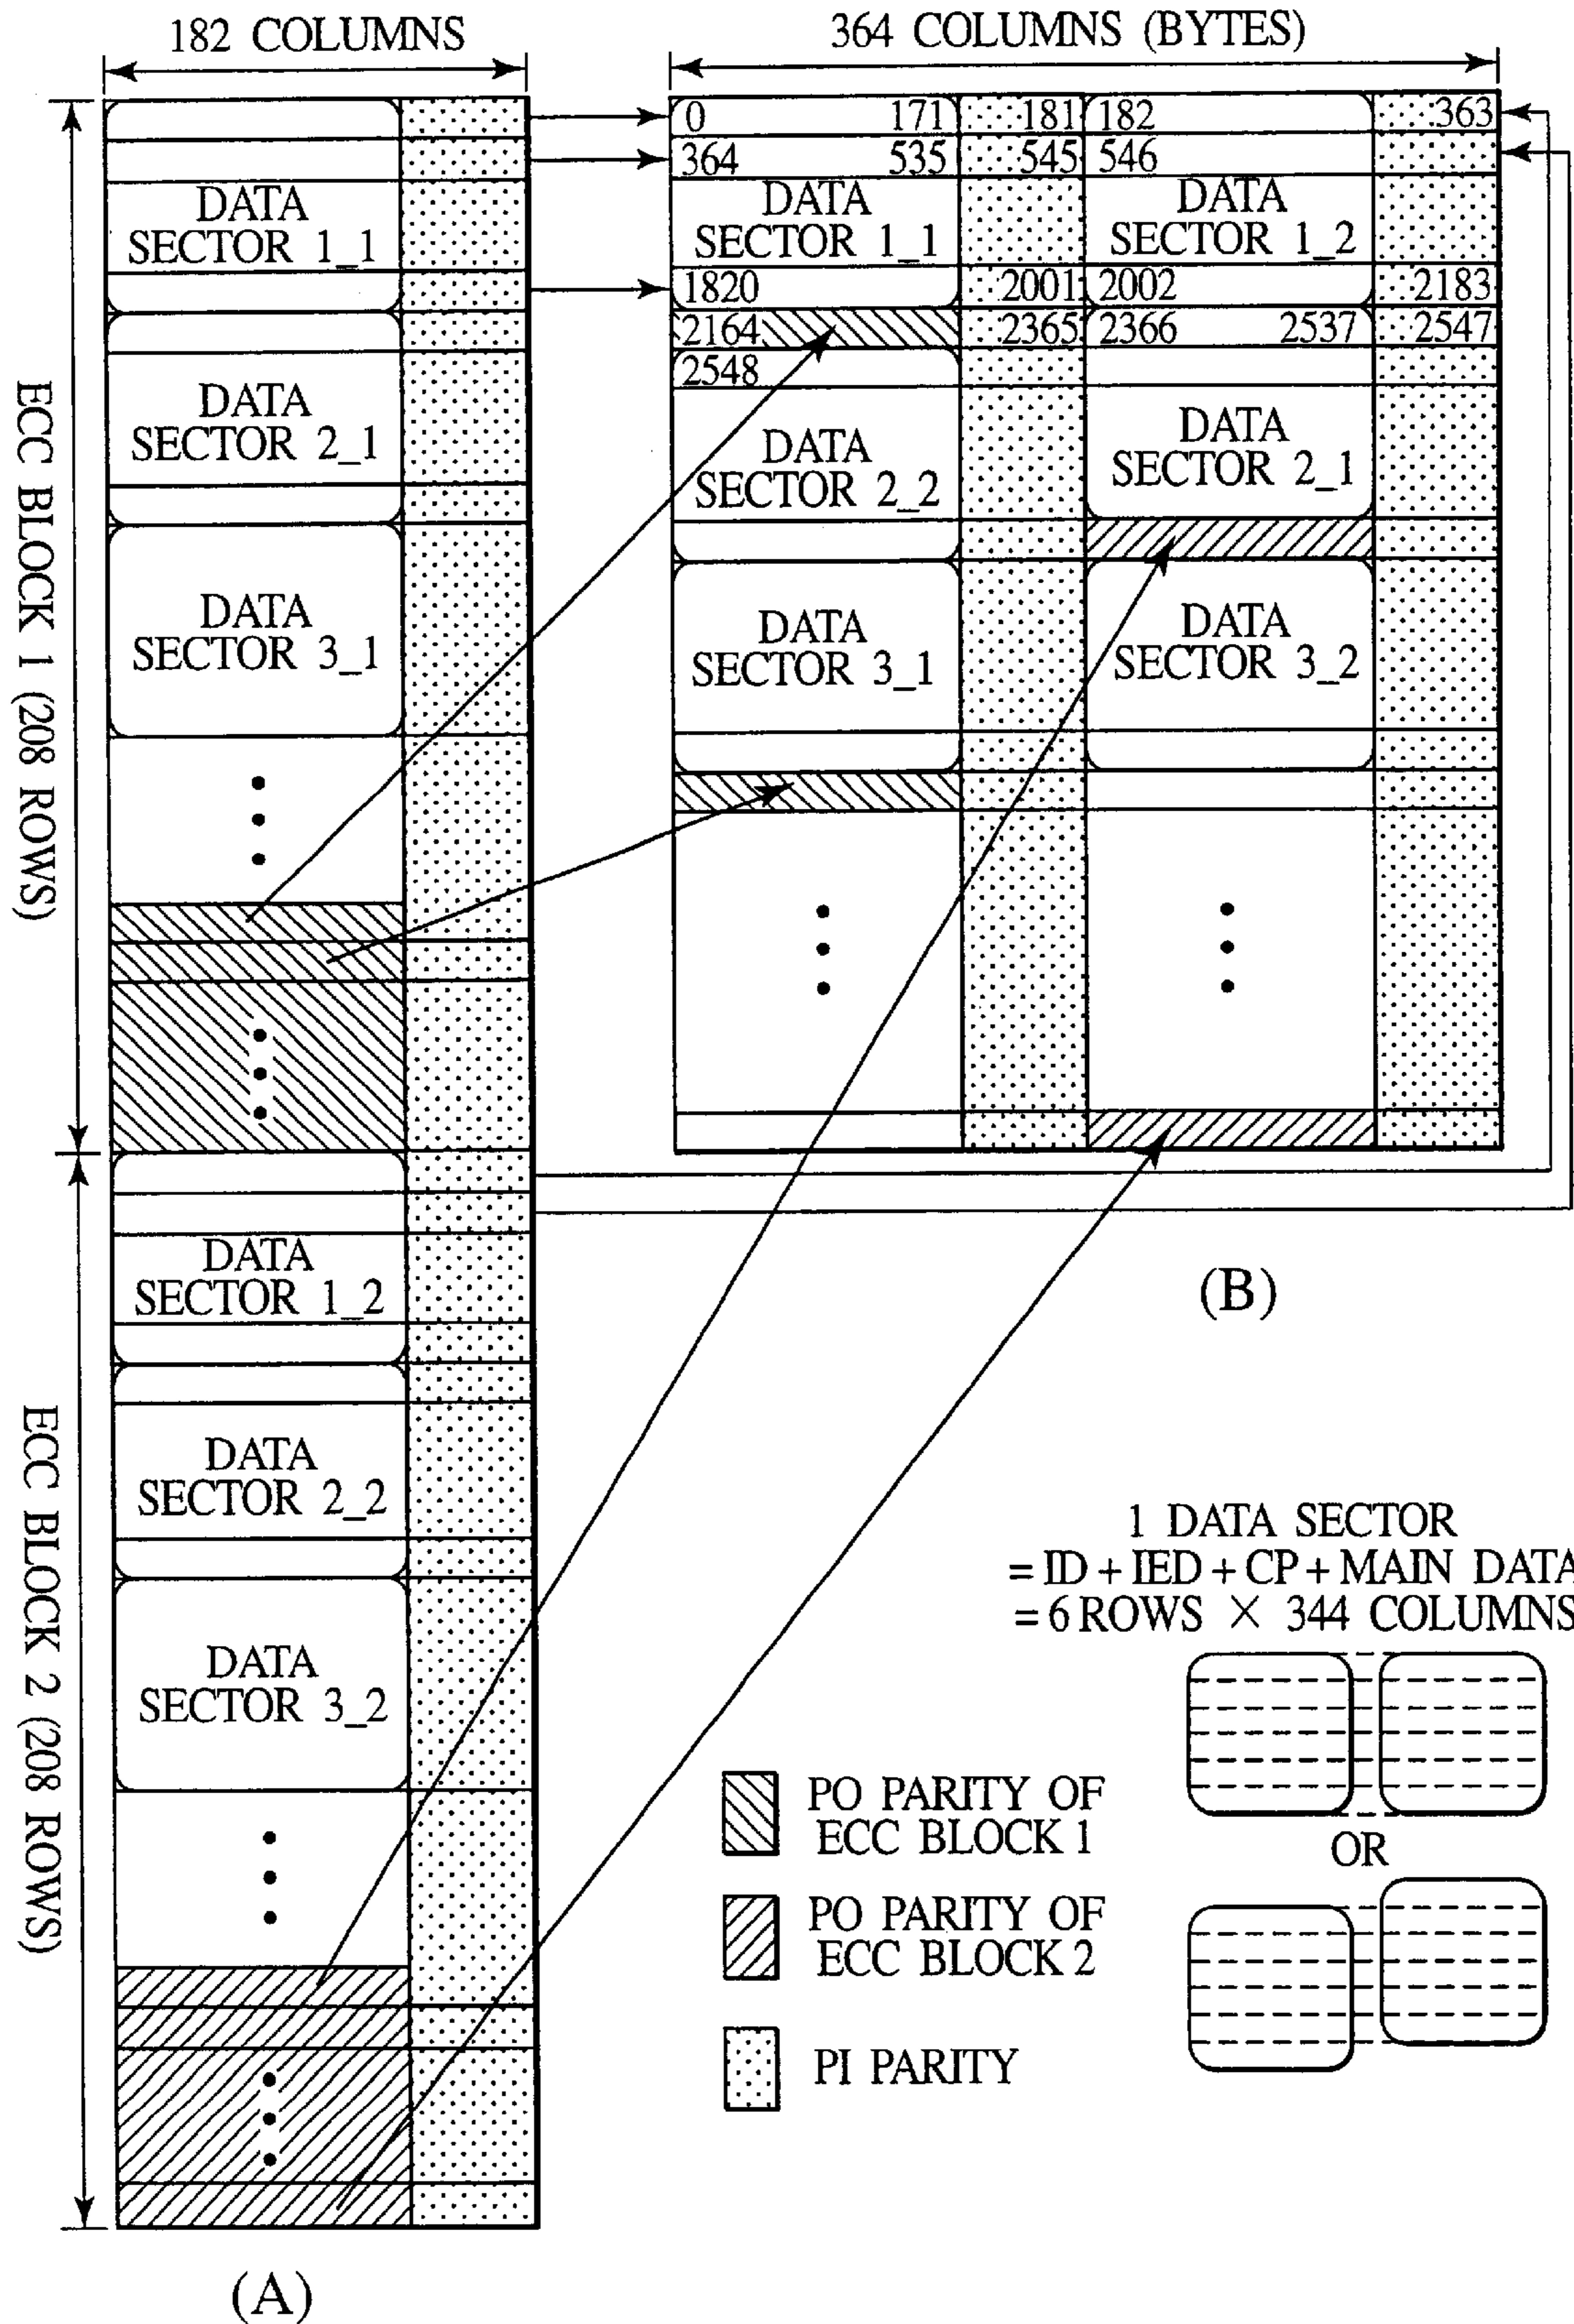 182 COLUMNS
364 COLUMNS (BYTES)
ECC BLOCK 1 (208 ROWS)
DATA
SECTOR 1_1
DATA
SECTOR 2_1
DATA
SECTOR 3_1
ECC BLOCK 2 (208 ROWS)
DATA
SECTOR 1_2
DATA
SECTOR 2_2
DATA
SECTOR 3_2
(A)
0 171 181 182 363
364 535 545 546
DATA
SECTOR 1_1
DATA
SECTOR 1_2
1820 2001 2002 2183
2164 2365 2366 2537 2547
2548
DATA
SECTOR 2_2
DATA
SECTOR 2_1
DATA
SECTOR 3_1
DATA
SECTOR 3_2
(B)
1 DATA SECTOR
= ID + IED + CP + MAIN DATA
= 6 ROWS × 344 COLUMNS
OR
PO PARITY OF
ECC BLOCK 1
PO PARITY OF
ECC BLOCK 2
PI PARITY